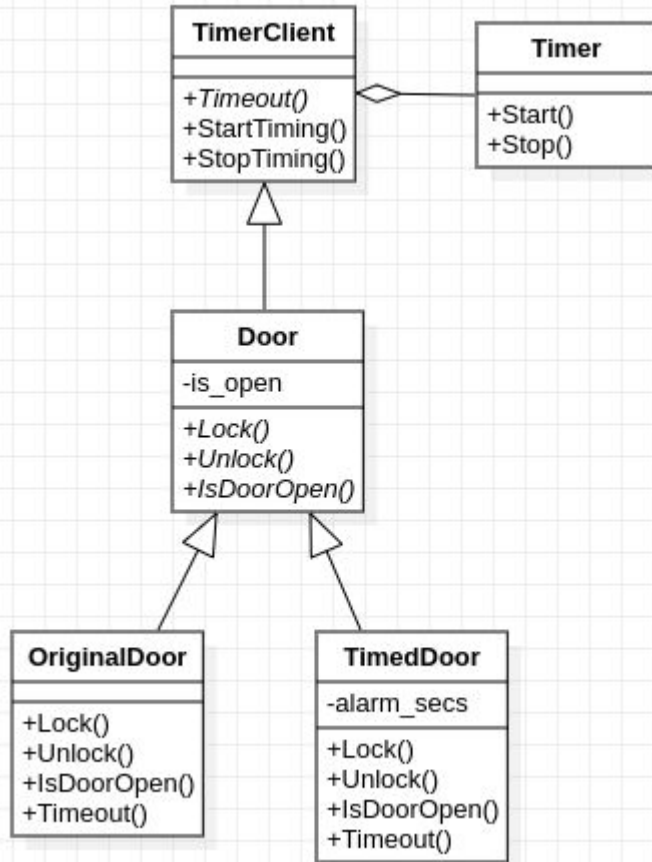 TimerClient
+Timeout()
+StartTiming()
+StopTiming()
Timer
+Start()
+Stop()
Door
-is_open
+Lock()
+Unlock()
+IsDoorOpen()
OriginalDoor
+Lock()
+Unlock()
+IsDoorOpen()
+Timeout()
TimedDoor
-alarm_secs
+Lock()
+Unlock()
+IsDoorOpen()
+Timeout()